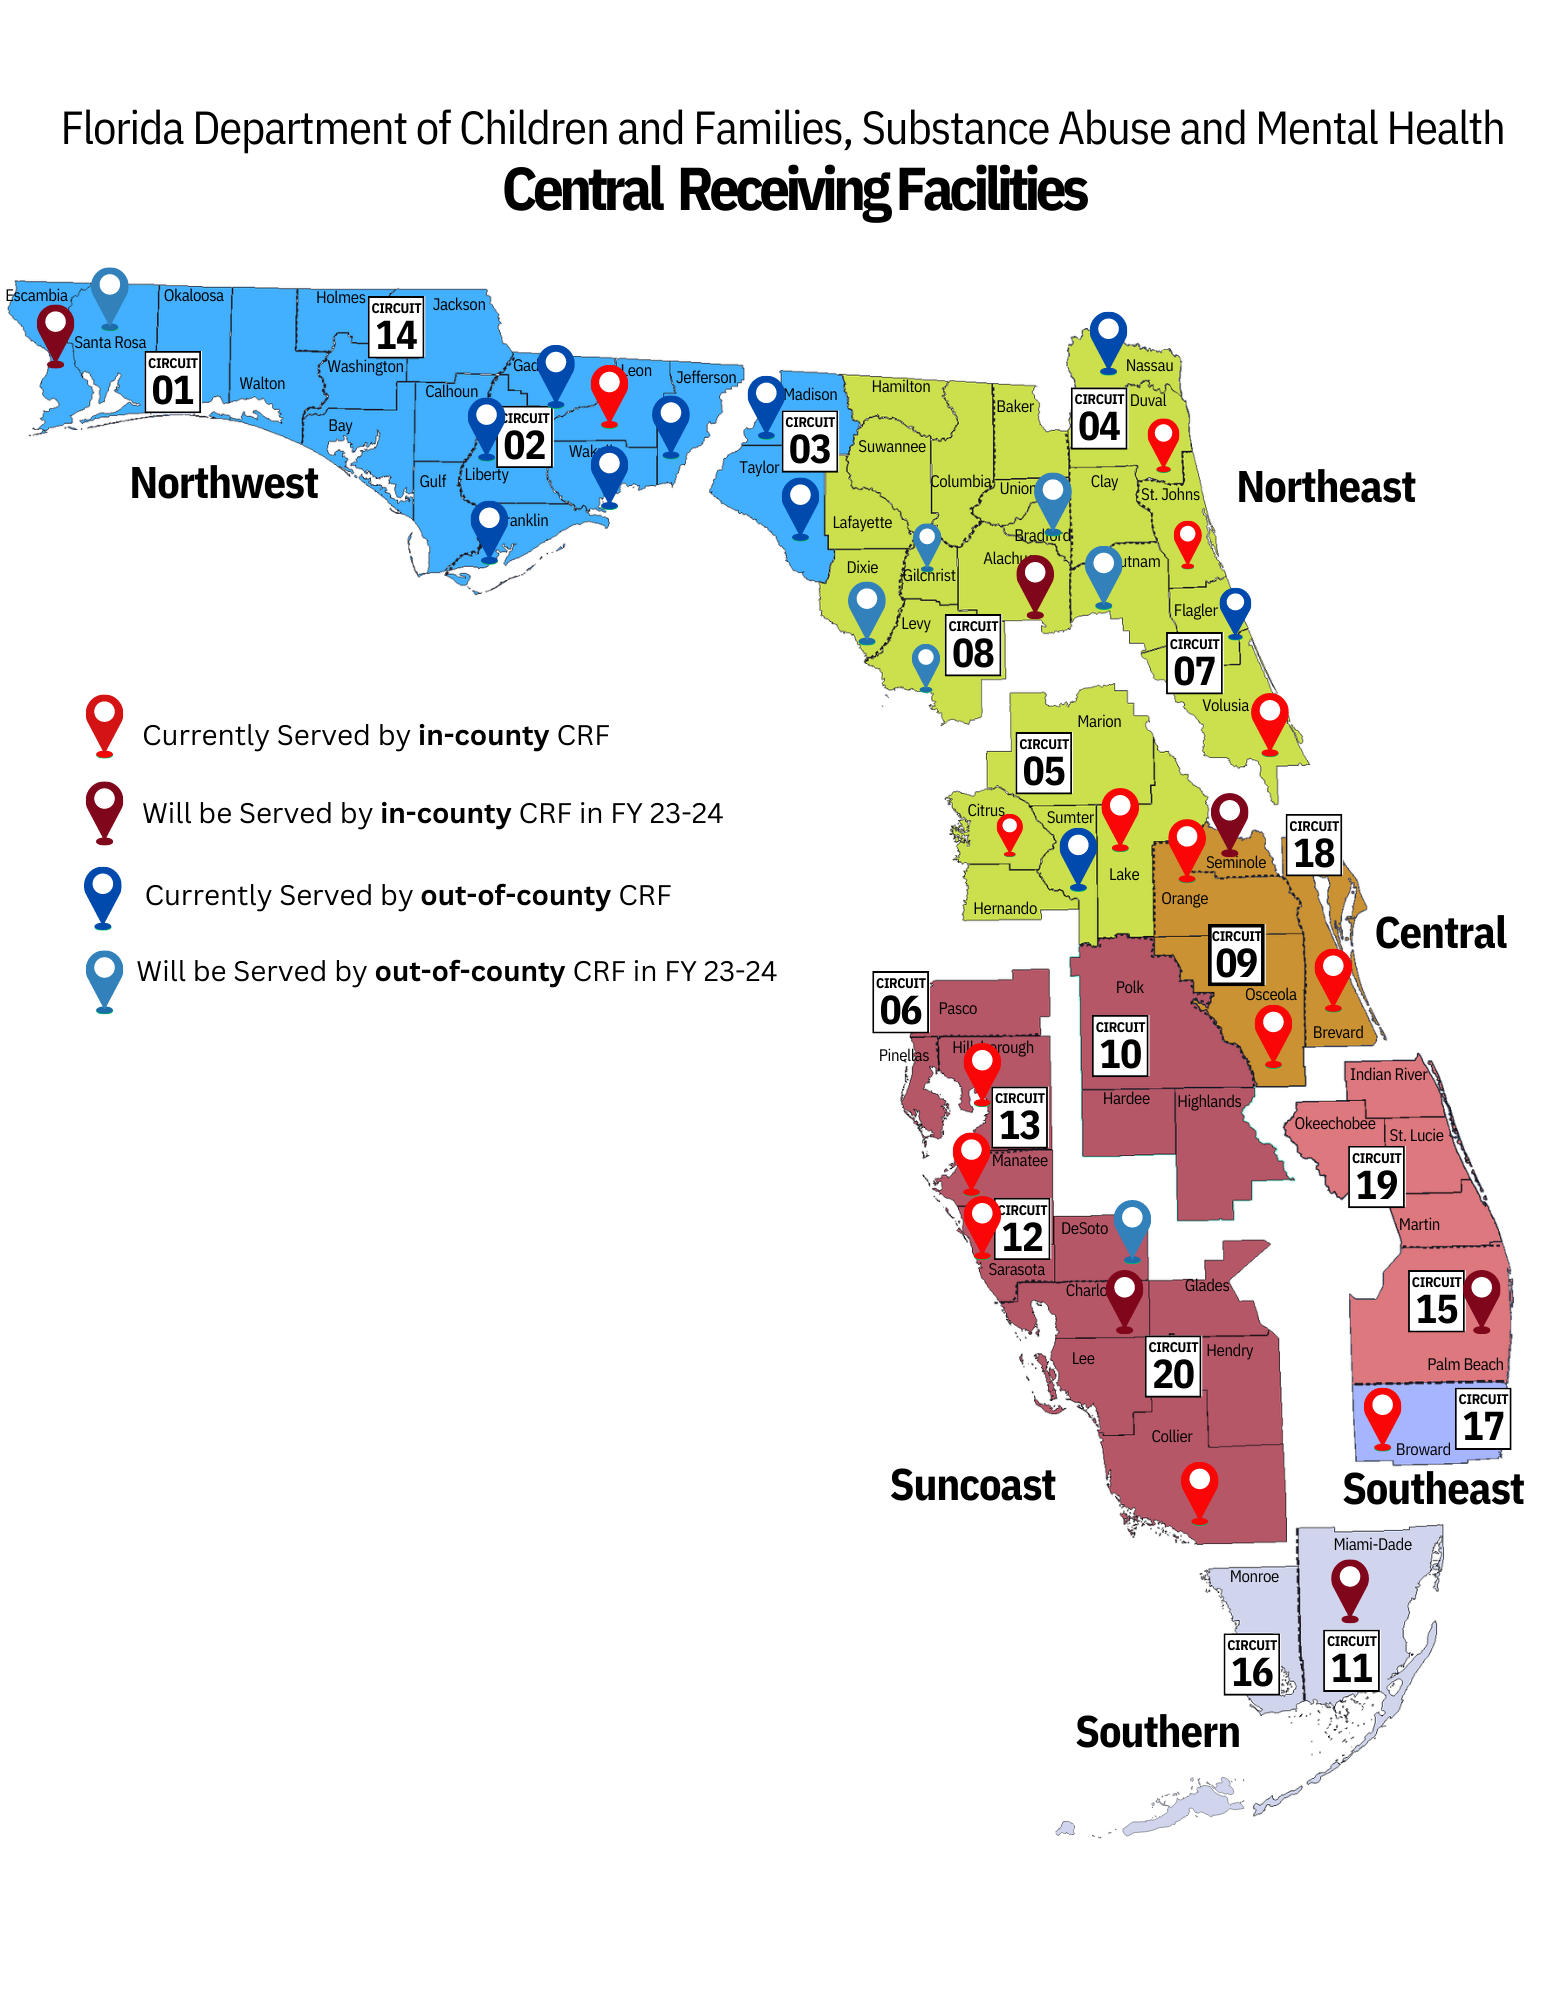 Florida Department of Children and Families, Substance Abuse and Mental Health
Central Receiving Facilities
Escambia
Santa Rosa
Okaloosa
Walton
CIRCUIT
01
Holmes
CIRCUIT
14
Jackson
Washington
Calhoun
Bay
Gulf
Northwest
Gad
Leon
Jefferson
CIRCUIT
02
Liberty
Wak
ranklin
Madison
CIRCUIT
03
Taylor
Hamilton
Suwannee
Lafayette
Columbia
Baker
Union
Bradford
Nassau
Duval
CIRCUIT
04
Clay
St. Johns
Northeast
Dixie
Gilchrist
Alachu
utnam
Levy
CIRCUIT
08
Flagler
CIRCUIT
07
Volusia
Marion
CIRCUIT
05
Citrus
Sumter
Lake
Hernando
Currently Served by in-county CRF
Will be Served by in-county CRF in FY 23-24
Currently Served by out-of-county CRF
Will be Served by out-of-county CRF in FY 23-24
Seminole
CIRCUIT
18
Orange
CIRCUIT
09
Osceola
Brevard
Central
CIRCUIT
06
Pasco
Pinellas
Hillsborough
CIRCUIT
13
Polk
CIRCUIT
10
Hardee
Highlands
Manatee
CIRCUIT
12
Sarasota
DeSoto
Charlo
Glades
Lee
CIRCUIT
20
Hendry
Collier
Suncoast
Indian River
Okeechobee
St. Lucie
CIRCUIT
19
Martin
CIRCUIT
15
Palm Beach
CIRCUIT
17
Broward
Southeast
Miami-Dade
Monroe
CIRCUIT
16
CIRCUIT
11
Southern